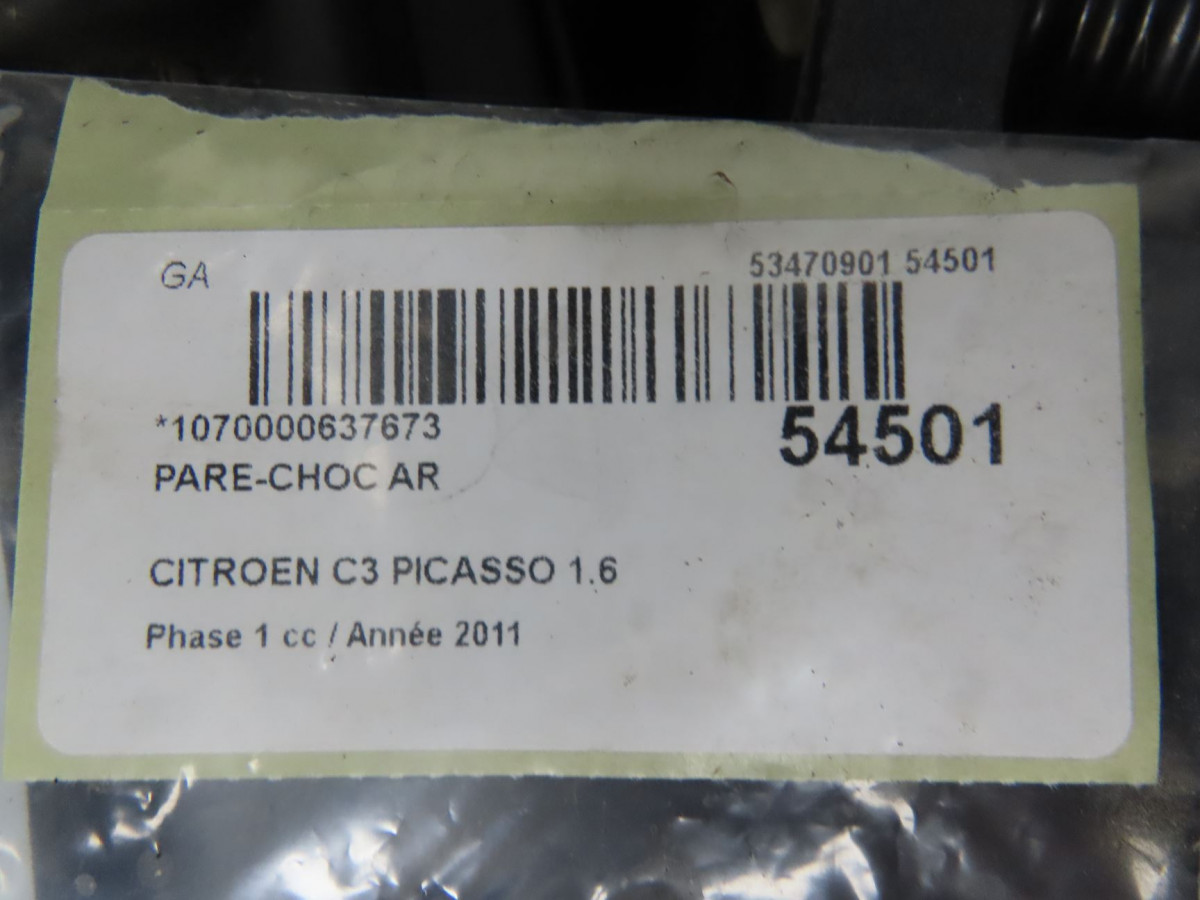 GA 53470901 54501
*1070000637673 54501
PARE-CHOC AR
CITROEN C3 PICASSO 1.6
Phase 1 cc / Année 2011